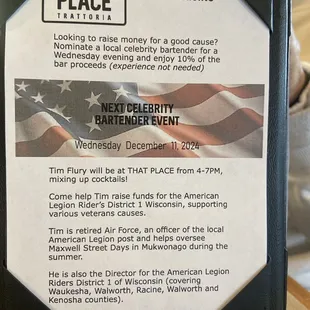 PLACE
TRATTORIA
Looking to raise money for a good cause?
Nominate a local celebrity bartender for a
Wednesday evening and enjoy 10% of the
bar proceeds (experience not needed)
NEXT CELEBRITY
BARTENDER EVENT
Wednesday December 11, 2024
Tim Flury will be at THAT PLACE from 4-7PM,
mixing up cocktails!
Come help Tim raise funds for the American
Legion Rider's District 1 Wisconsin, supporting
various veterans causes.
Tim is retired Air Force, an officer of the local
American Legion post and helps oversee
Maxwell Street Days in Mukwonago during the
summer.
He is also the Director for the American Legion
Riders District 1 of Wisconsin (covering
Waukesha, Walworth, Racine, Walworth and
Kenosha counties).